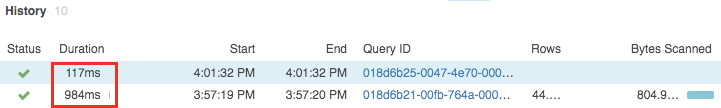 History 10
Status Duration Start End Query ID Rows Bytes Scanned
117ms 4:01:32 PM 4:01:32 PM 018d6b25-0047-4e70-000...
984ms 3:57:19 PM 3:57:20 PM 018d6b21-00fb-764a-000... 44.... 804.9...